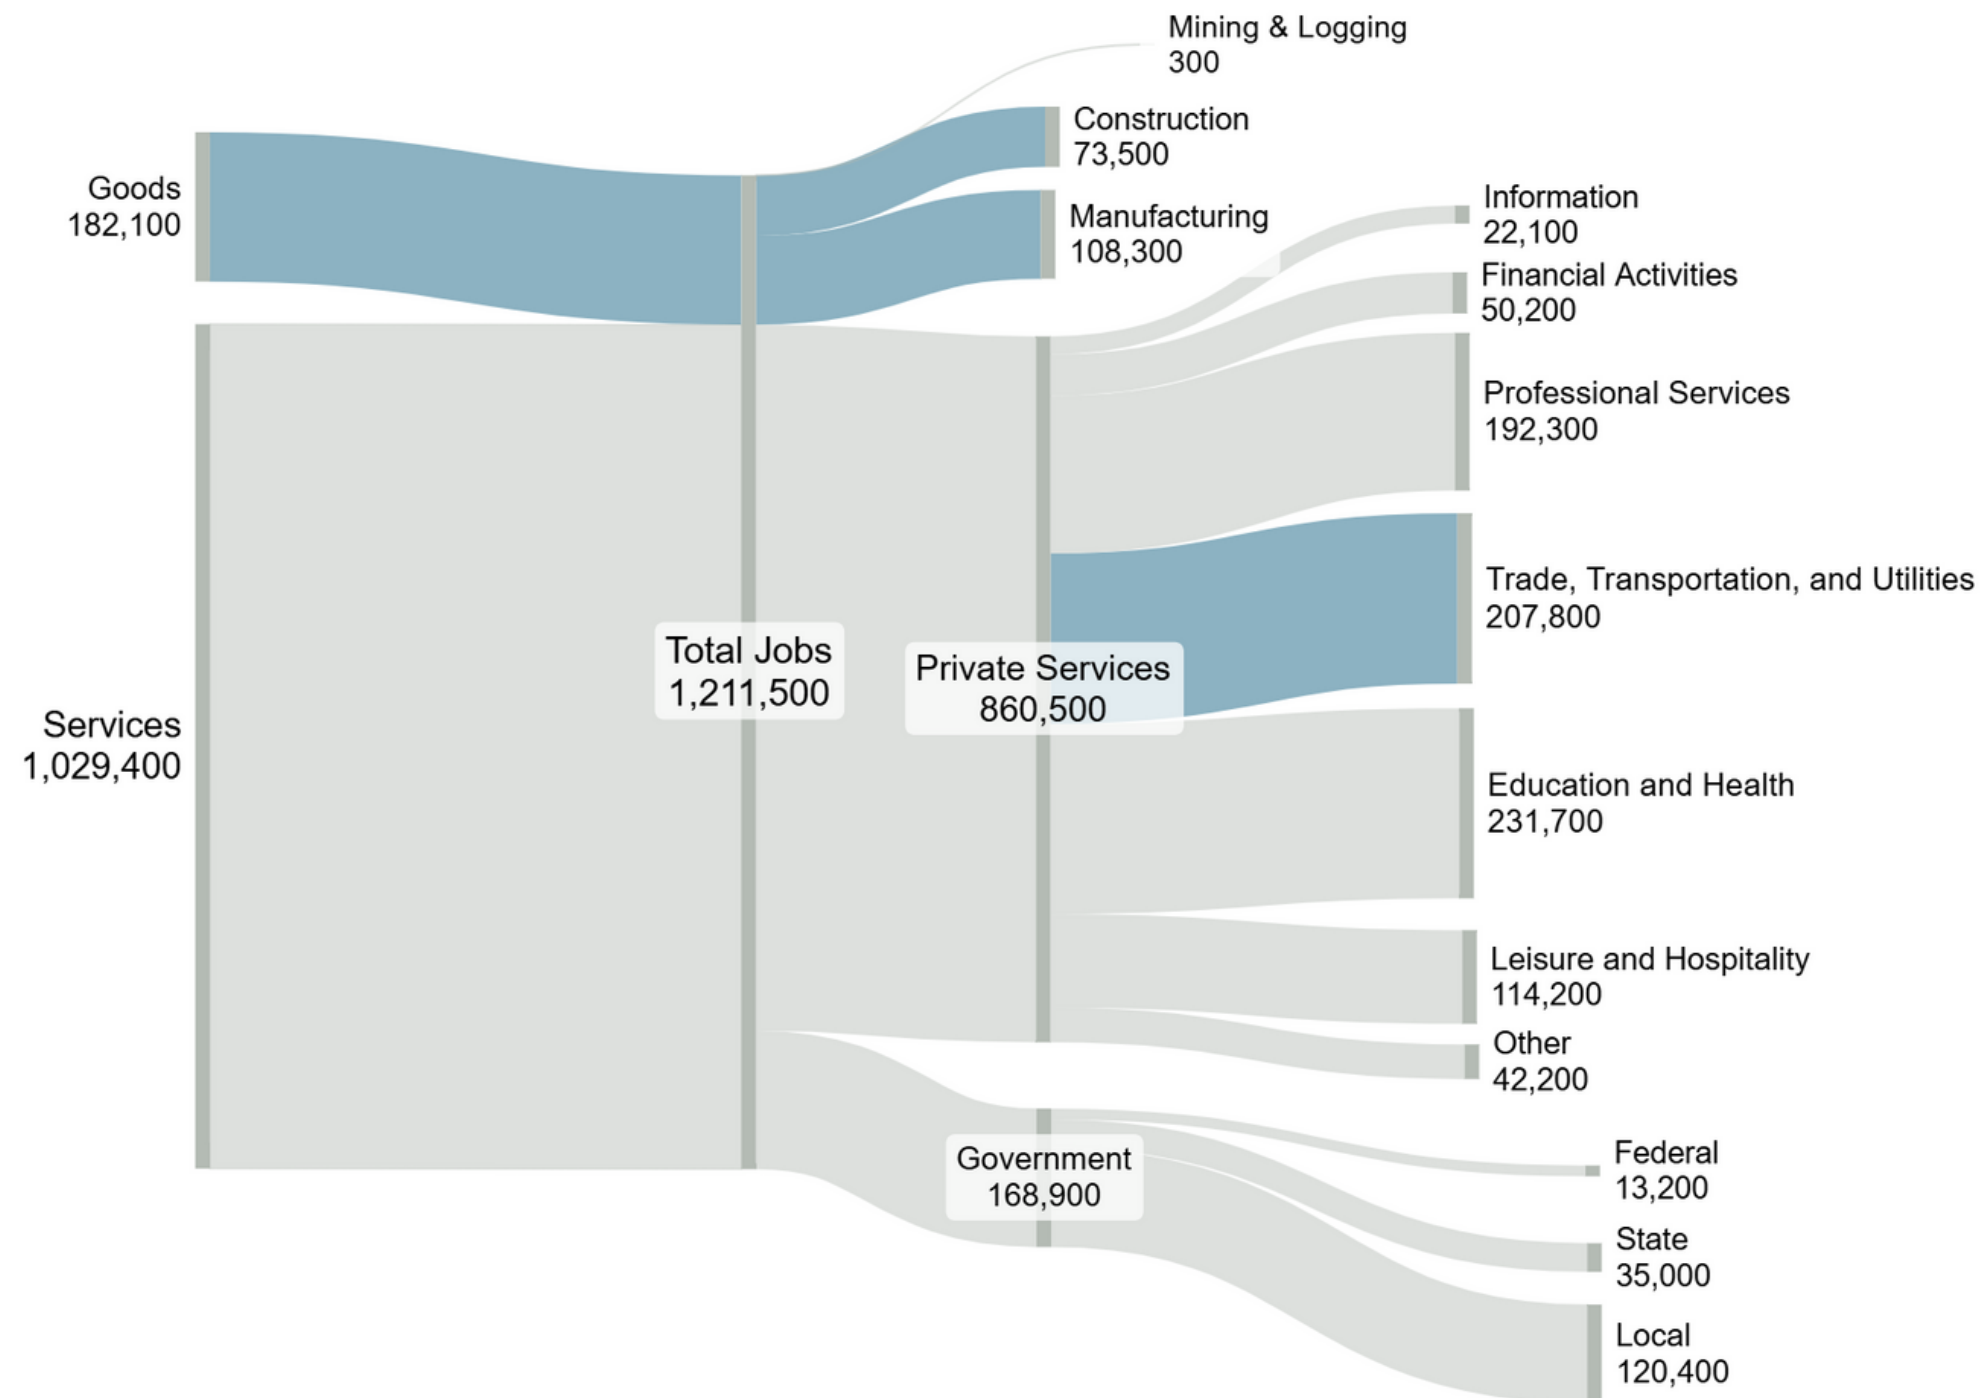 Mining & Logging
300
Construction
73,500
Goods
182,100
Manufacturing
108,300
Information
22,100
Financial Activities
50,200
Professional Services
192,300
Trade, Transportation, and Utilities
207,800
Total Jobs
1,211,500
Private Services
860,500
Services
1,029,400
Education and Health
231,700
Leisure and Hospitality
114,200
Other
42,200
Government
168,900
Federal
13,200
State
35,000
Local
120,400